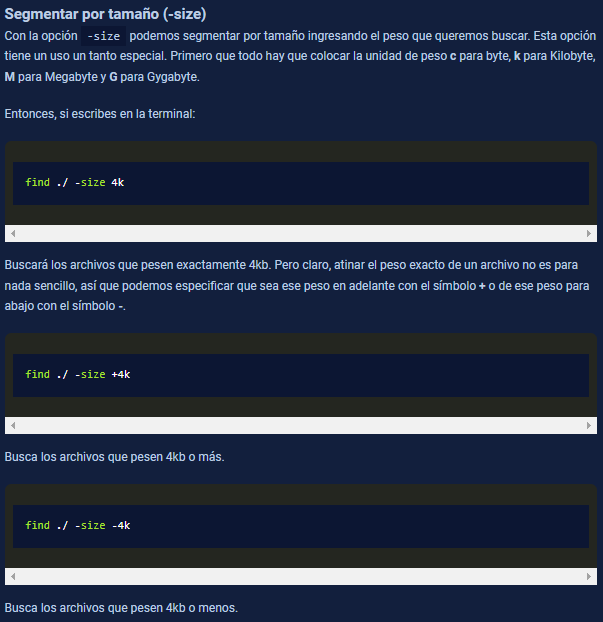 Segmentar por tamaño (-size)
Con la opción -size podemos segmentar por tamaño ingresando el peso que queremos buscar. Esta opción
tiene un uso un tanto especial. Primero que todo hay que colocar la unidad de peso c para byte, k para Kilobyte,
M para Megabyte y G para Gygabyte.
Entonces, si escribes en la terminal:
find ./ -size 4k
Buscará los archivos que pesen exactamente 4kb. Pero claro, atinar el peso exacto de un archivo no es para
nada sencillo, así que podemos especificar que sea ese peso en adelante con el símbolo + o de ese peso para
abajo con el símbolo -.
find ./ -size +4k
Busca los archivos que pesen 4kb o más.
find ./ -size -4k
Busca los archivos que pesen 4kb o menos.